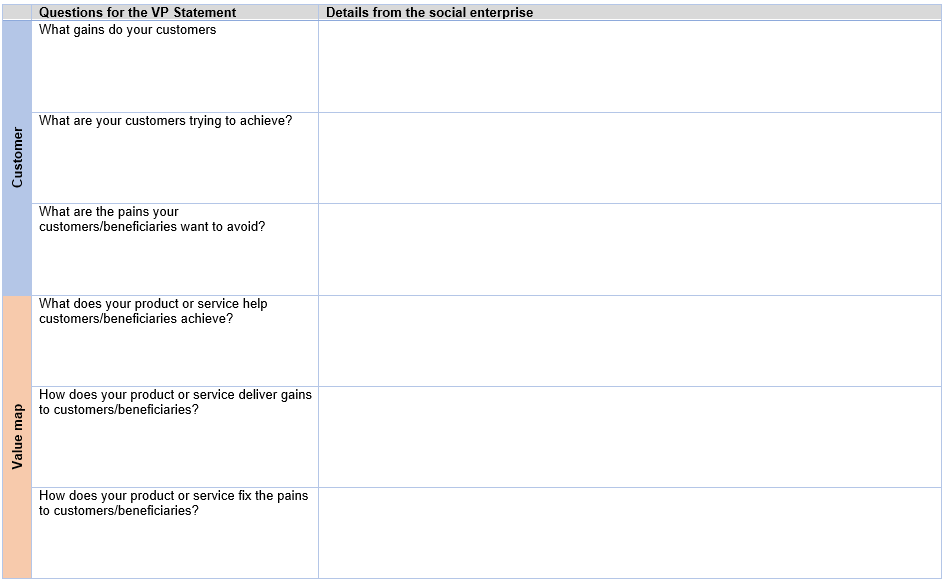 Questions for the VP Statement
Details from the social enterprise
Customer
What gains do your customers
What are your customers trying to achieve?
What are the pains your
customers/beneficiaries want to avoid?
Value map
What does your product or service help
customers/beneficiaries achieve?
How does your product or service deliver gains
to customers/beneficiaries?
How does your product or service fix the pains
to customers/beneficiaries?